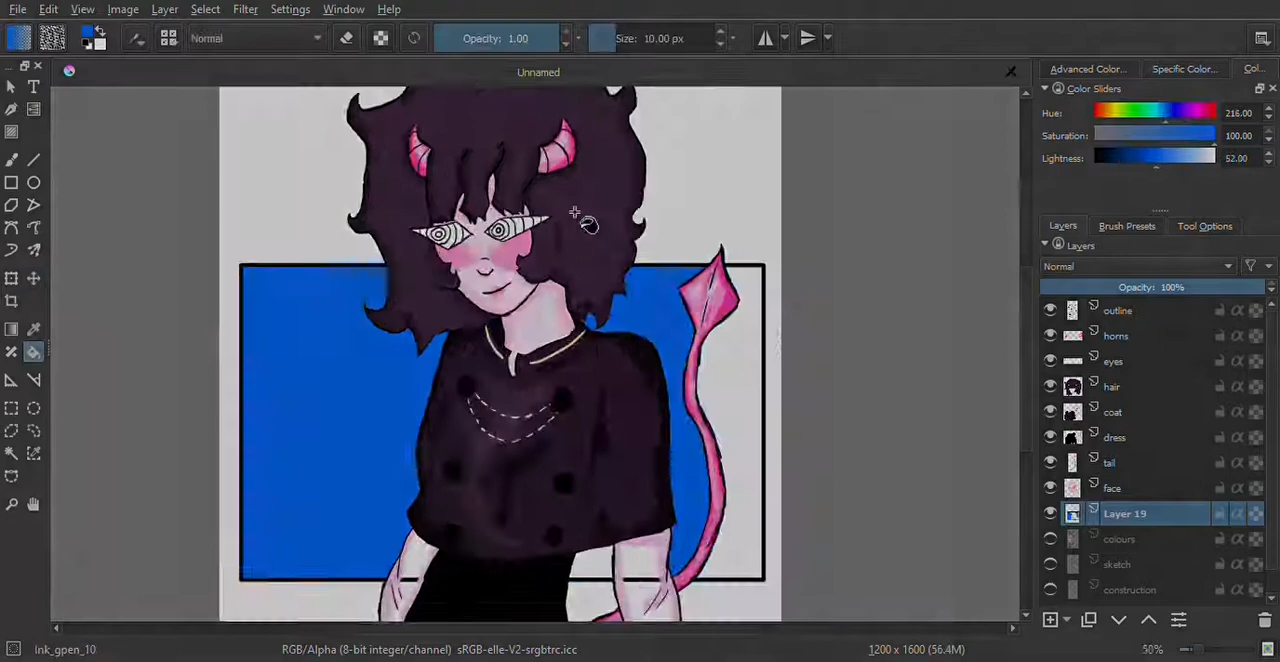 File Edit View Image Layer Select Filter Settings Window Help
Normal Opacity: 1.00 Size: 10.00 px
Unnamed
Advanced Color... Specific Color... Col...
Color Sliders
Hue: 216.00
Saturation: 100.00
Lightness: 52.00
Layers Brush Presets Tool Options
Layers
Normal
Opacity: 100%
outline
horns
eyes
hair
coat
dress
tail
face
Layer 19
colours
sketch
construction
Ink_gpen_10 RGB/Alpha (8-bit integer/channel) sRGB-elle-V2-srgbtrc.icc 1200 x 1600 (56.4M) 50%